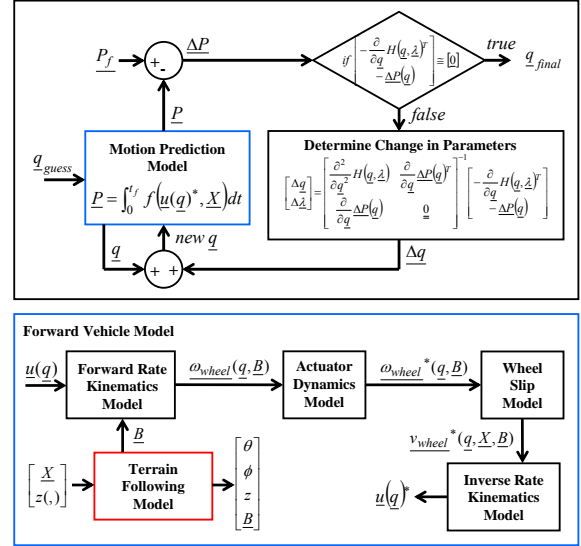 P_f
+
-
ΔP
if [ -∂/∂q H(q,λ)^T -ΔP(q) ] ≅ [0]
true
q_final
P
false
q_guess
Motion Prediction
Model
P = ∫_0^{t_f} f(u(q)*, X)dt
Determine Change in Parameters
[Δq Δλ] = [ ∂²/∂q² H(q,λ) ∂/∂q ΔP(q)^T ∂/∂q ΔP(q) 0 ]^{-1} [ -∂/∂q H(q,λ)^T -ΔP(q) ]
q
new q
+ +
Δq
Forward Vehicle Model
u(q)
Forward Rate
Kinematics
Model
ω_wheel(q,B)
Actuator
Dynamics
Model
ω_wheel*(q,B)
Wheel
Slip
Model
B
v_wheel*(q,X,B)
[X z(,)]
Terrain
Following
Model
[θ ϕ z B]
u(q)*
Inverse Rate
Kinematics
Model